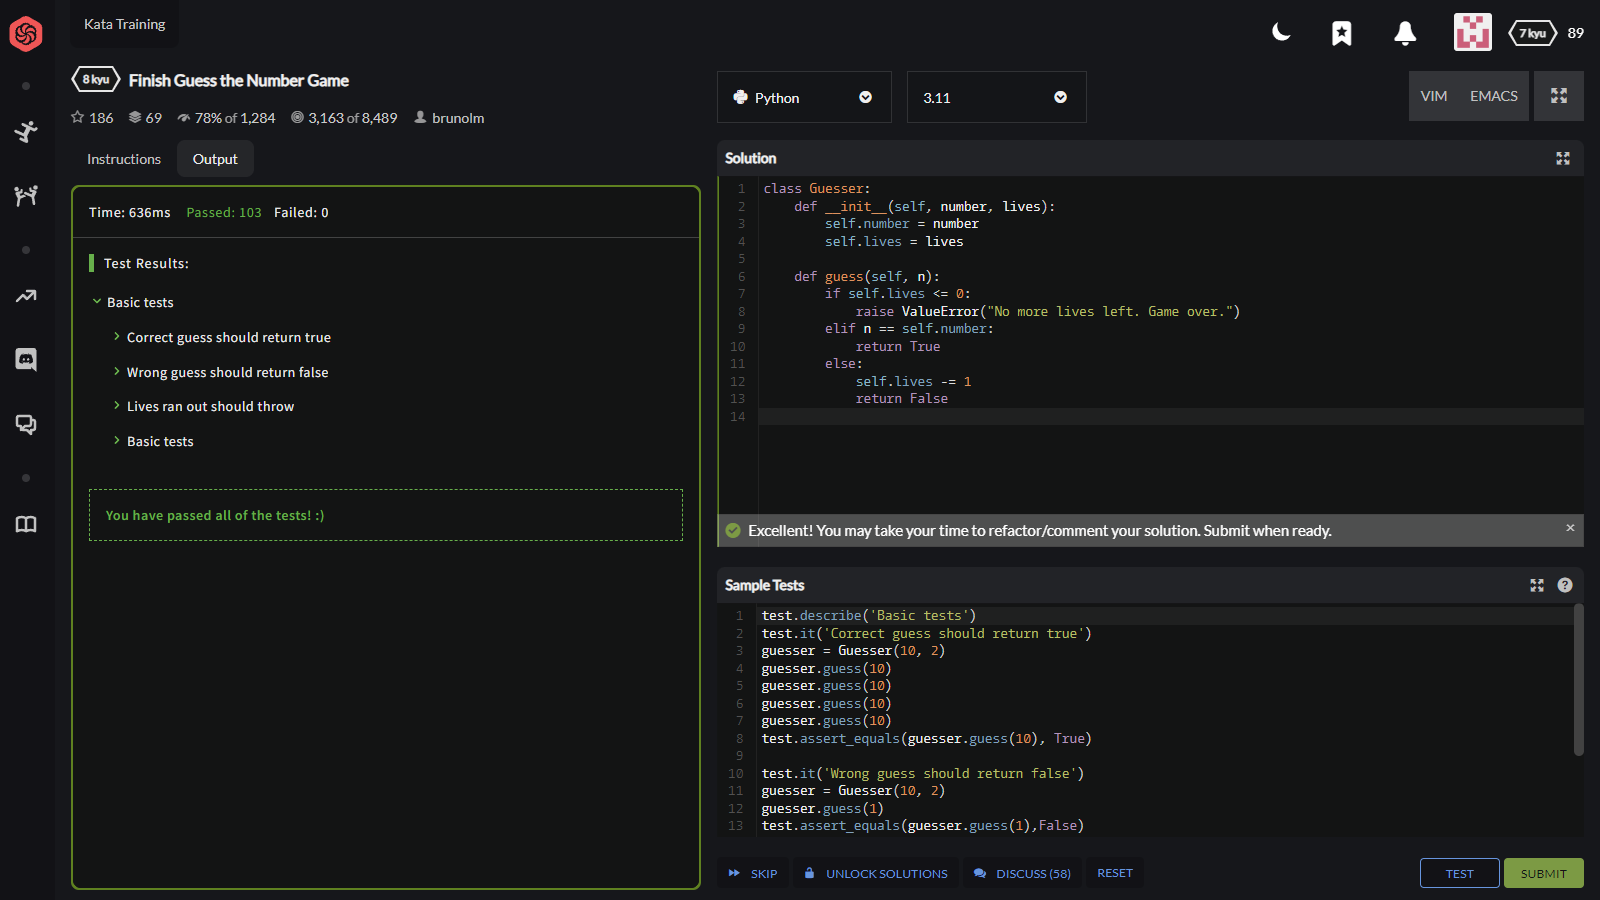 Kata Training
7 kyu 89
8 kyu Finish Guess the Number Game
186 69 78% of 1,284 3,163 of 8,489 brunolm
Instructions Output
Time: 636ms Passed: 103 Failed: 0
Test Results:
Basic tests
Correct guess should return true
Wrong guess should return false
Lives ran out should throw
Basic tests
You have passed all of the tests! :)
Python 3.11 VIM EMACS
Solution
1 class Guesser:
2 def __init__(self, number, lives):
3 self.number = number
4 self.lives = lives
5
6 def guess(self, n):
7 if self.lives <= 0:
8 raise ValueError("No more lives left. Game over.")
9 elif n == self.number:
10 return True
11 else:
12 self.lives -= 1
13 return False
14
Excellent! You may take your time to refactor/comment your solution. Submit when ready.
Sample Tests
1 test.describe('Basic tests')
2 test.it('Correct guess should return true')
3 guesser = Guesser(10, 2)
4 guesser.guess(10)
5 guesser.guess(10)
6 guesser.guess(10)
7 guesser.guess(10)
8 test.assert_equals(guesser.guess(10), True)
9
10 test.it('Wrong guess should return false')
11 guesser = Guesser(10, 2)
12 guesser.guess(1)
13 test.assert_equals(guesser.guess(1),False)
SKIP UNLOCK SOLUTIONS DISCUSS (58) RESET TEST SUBMIT